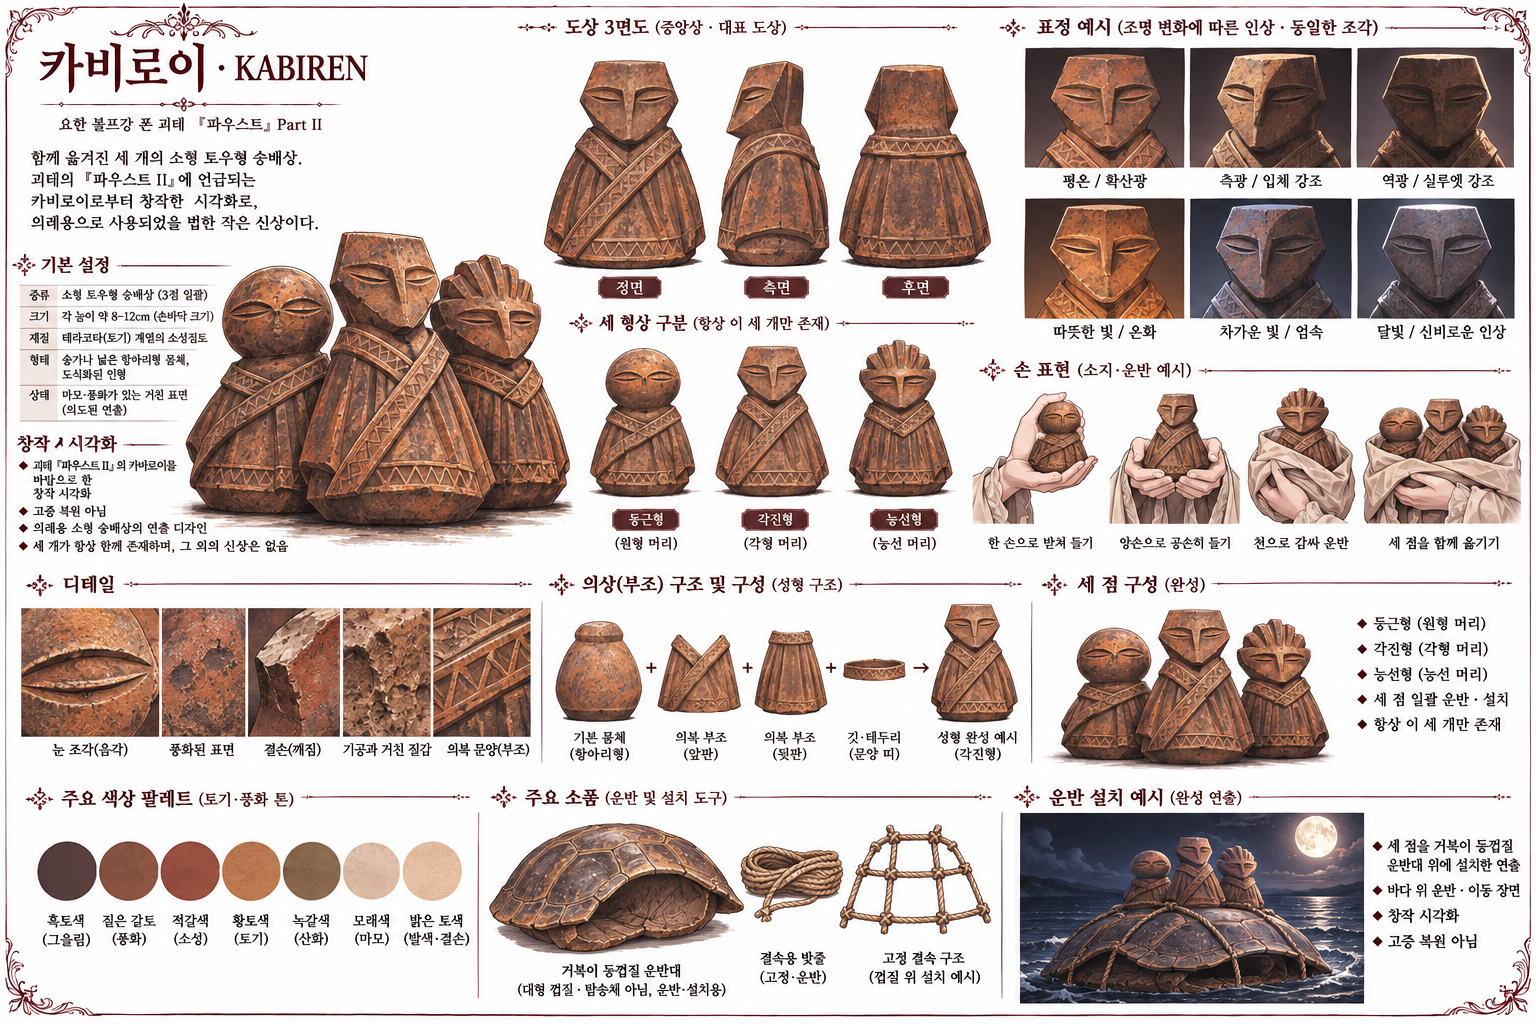 카비로이 · KABIREN
요한 볼프강 폰 괴테 『파우스트』 Part II
함께 옮겨진 세 개의 소형 토우형 숭배상.
괴테의 『파우스트 II』에 언급되는
카비로이로부터 창작한 시각화로,
의례용으로 사용되었을 법한 작은 신상이다.
기본 설정
종류 소형 토우형 숭배상 (3점 일괄)
크기 각 높이 약 8–12cm (손바닥 크기)
재질 테라코타(토기) 계열의 소성점토
형태 송가나 넓은 항아리형 몸체,
도식화된 인형
상태 마모·풍화가 있는 거친 표면
(의도된 연출)
창작 시각화
괴테 『파우스트 II』의 카바로이를
바탕으로 한
창작 시각화
고증 복원 아님
의례용 소형 숭배상의 연출 디자인
세 개가 항상 함께 존재하며, 그 외의 신상은 없음
도상 3면도 (중앙상 · 대표 도상)
정면
측면
후면
세 형상 구분 (항상 이 세 개만 존재)
둥근형
각진형
능선형
(원형 머리)
(각형 머리)
(능선 머리)
표정 예시 (조명 변화에 따른 인상 · 동일한 조각)
평온 / 확산광
측광 / 입체 강조
역광 / 실루엣 강조
따뜻한 빛 / 온화
차가운 빛 / 엄숙
달빛 / 신비로운 인상
손 표현 (소지·운반 예시)
한 손으로 받쳐 들기
양손으로 공손히 들기
천으로 감싸 운반
세 점을 함께 옮기기
디테일
눈 조각(음각)
풍화된 표면
결손(깨짐)
기공과 거친 질감
의복 문양(부조)
의상(부조) 구조 및 구성 (성형 구조)
+ + + →
기본 몸체
(항아리형)
의복 부조
(앞판)
의복 부조
(뒷판)
깃·테두리
(문양 띠)
성형 완성 예시
(각진형)
세 점 구성 (완성)
둥근형 (원형 머리)
각진형 (각형 머리)
능선형 (능선 머리)
세 점 일괄 운반 · 설치
항상 이 세 개만 존재
주요 색상 팔레트 (토기·풍화 톤)
흑토색
(그을림)
짙은 갈토
(풍화)
적갈색
(소성)
황토색
(토기)
녹갈색
(산화)
모래색
(마모)
밝은 토색
(발색·결손)
주요 소품 (운반 및 설치 도구)
거북이 등껍질 운반대
(대형 껍질 · 탑승체 아님, 운반·설치용)
결속용 밧줄
(고정·운반)
고정 결속 구조
(껍질 위 설치 예시)
운반 설치 예시 (완성 연출)
세 점을 거북이 등껍질
운반대 위에 설치한 연출
바다 위 운반 · 이동 장면
창작 시각화
고증 복원 아님